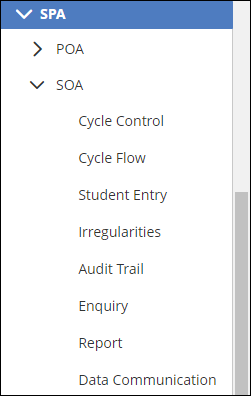 SPA
POA
SOA
Cycle Control
Cycle Flow
Student Entry
Irregularities
Audit Trail
Enquiry
Report
Data Communication